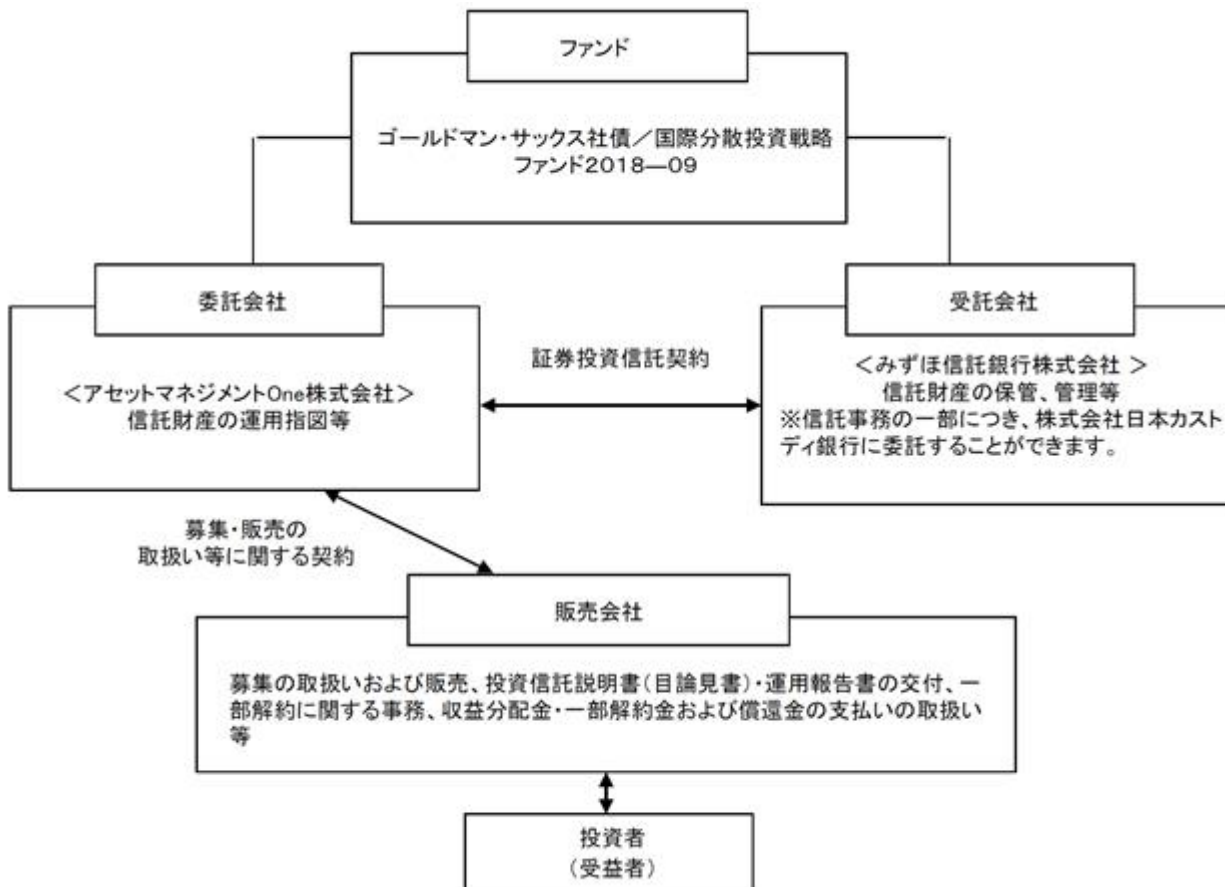 ファンド
ゴールドマン・サックス社債／国際分散投資戦略
ファンド2018―09
委託会社
<アセットマネジメントOne株式会社>
信託財産の運用指図等
証券投資信託契約
受託会社
<みずほ信託銀行株式会社 >
信託財産の保管、管理等
※信託事務の一部につき、株式会社日本カスト
ディ銀行に委託することができます。
募集・販売の
取扱い等に関する契約
販売会社
募集の取扱いおよび販売、投資信託説明書(目論見書)・運用報告書の交付、一
部解約に関する事務、収益分配金・一部解約金および償還金の支払いの取扱い
等
投資者
(受益者)